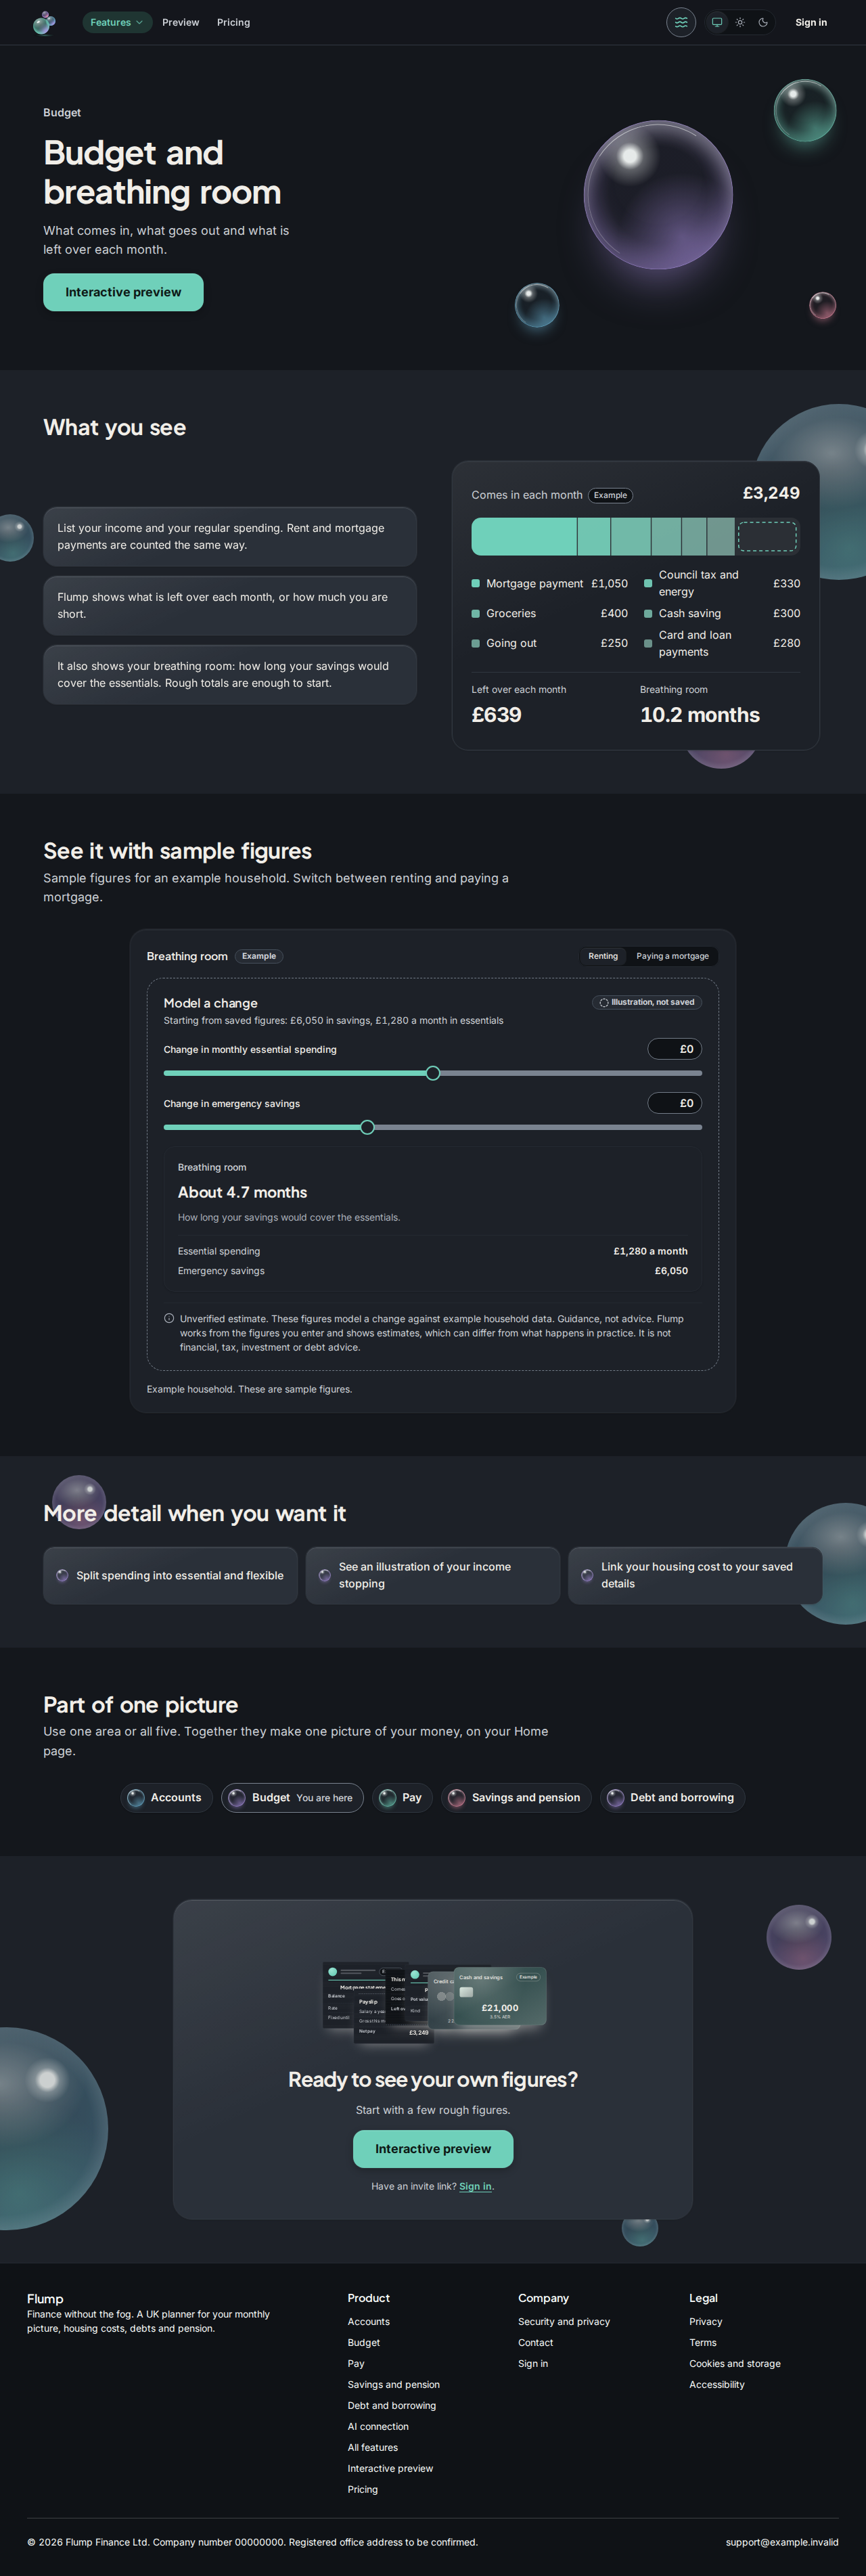 Features
Preview
Pricing
Sign in
Budget
Budget and
breathing room
What comes in, what goes out and what is
left over each month.
Interactive preview
What you see
List your income and your regular spending. Rent and mortgage
payments are counted the same way.
Flump shows what is left over each month, or how much you are
short.
It also shows your breathing room: how long your savings would
cover the essentials. Rough totals are enough to start.
Comes in each month Example £3,249
Mortgage payment £1,050
Council tax and
energy £330
Groceries £400
Cash saving £300
Going out £250
Card and loan
payments £280
Left over each month
£639
Breathing room
10.2 months
See it with sample figures
Sample figures for an example household. Switch between renting and paying a
mortgage.
Breathing room Example
Renting Paying a mortgage
Model a change
Illustration, not saved
Starting from saved figures: £6,050 in savings, £1,280 a month in essentials
Change in monthly essential spending £0
Change in emergency savings £0
Breathing room
About 4.7 months
How long your savings would cover the essentials.
Essential spending £1,280 a month
Emergency savings £6,050
Unverified estimate. These figures model a change against example household data. Guidance, not advice. Flump
works from the figures you enter and shows estimates, which can differ from what happens in practice. It is not
financial, tax, investment or debt advice.
Example household. These are sample figures.
More detail when you want it
Split spending into essential and flexible
See an illustration of your income
stopping
Link your housing cost to your saved
details
Part of one picture
Use one area or all five. Together they make one picture of your money, on your Home
page.
Accounts
Budget You are here
Pay
Savings and pension
Debt and borrowing
Balance
Rate
Payslip
Net pay £3,249
Cash and savings Example
£21,000
Ready to see your own figures?
Start with a few rough figures.
Interactive preview
Have an invite link? Sign in.
Flump
Finance without the fog. A UK planner for your monthly
picture, housing costs, debts and pension.
Product
Accounts
Budget
Pay
Savings and pension
Debt and borrowing
AI connection
All features
Interactive preview
Pricing
Company
Security and privacy
Contact
Sign in
Legal
Privacy
Terms
Cookies and storage
Accessibility
© 2026 Flump Finance Ltd. Company number 00000000. Registered office address to be confirmed.
support@example.invalid